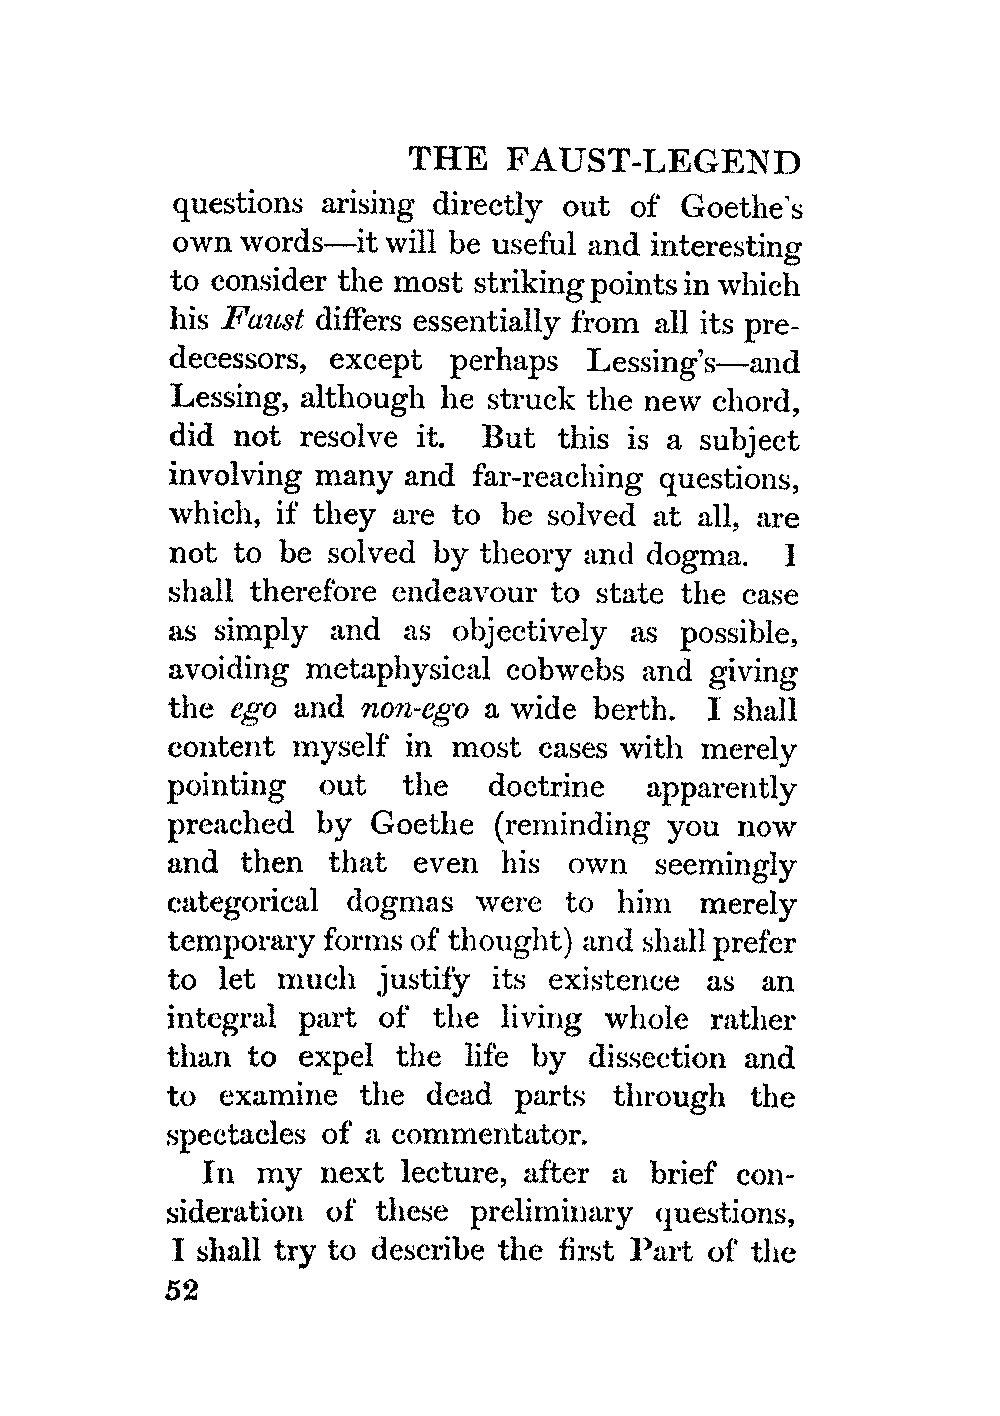 THE FAUST-LEGEND
questions arising directly out of Goethe's
own words—it will be useful and interesting
to consider the most striking points in which
his Faust differs essentially from all its pre-
decessors, except perhaps Lessing's—and
Lessing, although he struck the new chord,
did not resolve it. But this is a subject
involving many and far-reaching questions,
which, if they are to be solved at all, are
not to be solved by theory and dogma. I
shall therefore endeavour to state the case
as simply and as objectively as possible,
avoiding metaphysical cobwebs and giving
the ego and non-ego a wide berth. I shall
content myself in most cases with merely
pointing out the doctrine apparently
preached by Goethe (reminding you now
and then that even his own seemingly
categorical dogmas were to him merely
temporary forms of thought) and shall prefer
to let much justify its existence as an
integral part of the living whole rather
than to expel the life by dissection and
to examine the dead parts through the
spectacles of a commentator.
In my next lecture, after a brief con-
sideration of these preliminary questions,
I shall try to describe the first Part of the
52